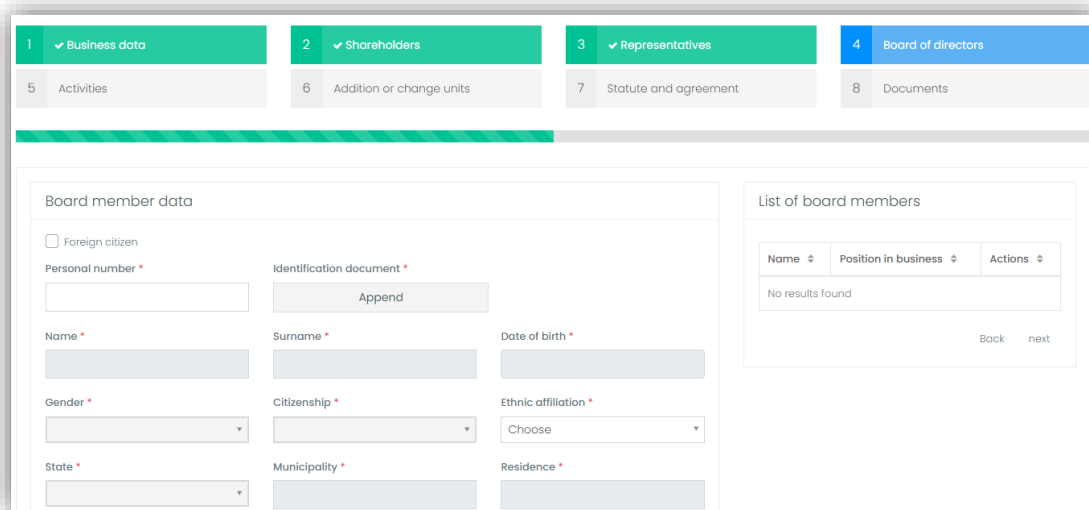 1 ✔ Business data 2 ✔ Shareholders 3 ✔ Representatives 4 Board of directors
5 Activities 6 Addition or change units 7 Statute and agreement 8 Documents
Board member data
Foreign citizen
Personal number * Identification document *
Append
Name * Surname * Date of birth *
Gender * Citizenship * Ethnic affiliation *
Choose
State * Municipality * Residence *
List of board members
Name Position in business Actions
No results found
Back next